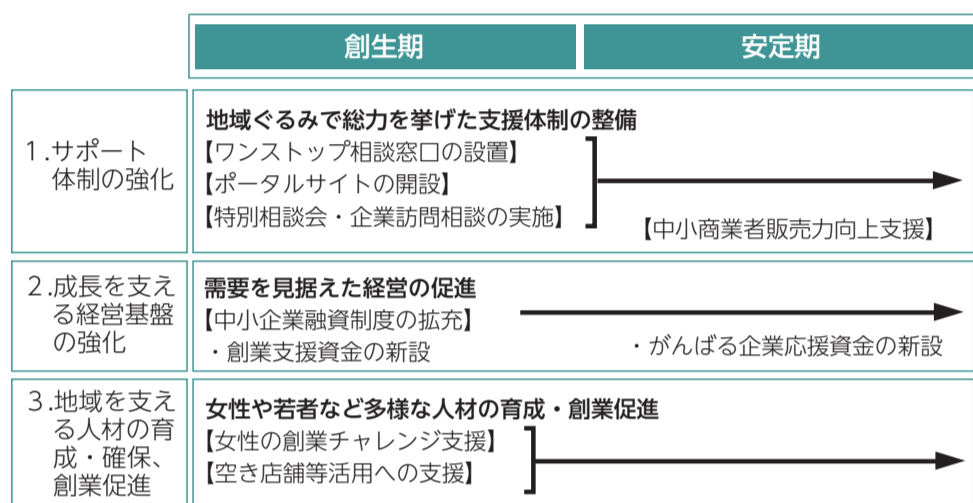 創生期
安定期
１.サポート
体制の強化
地域ぐるみで総力を挙げた支援体制の整備
【ワンストップ相談窓口の設置】
【ポータルサイトの開設】
【特別相談会・企業訪問相談の実施】
【中小商業者販売力向上支援】
２.成長を支え
る経営基盤
の強化
需要を見据えた経営の促進
【中小企業融資制度の拡充】
・創業支援資金の新設
・がんばる企業応援資金の新設
３.地域を支え
る人材の育
成・確保、
創業促進
女性や若者など多様な人材の育成・創業促進
【女性の創業チャレンジ支援】
【空き店舗等活用への支援】